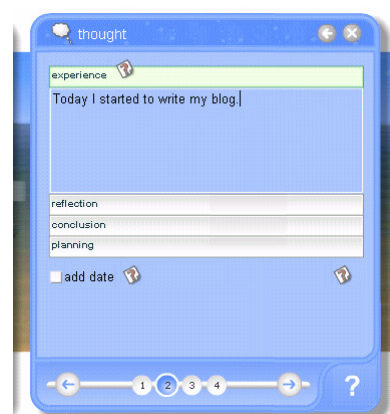 thought
experience
Today I started to write my blog.
reflection
conclusion
planning
add date
1 2 3 4
?